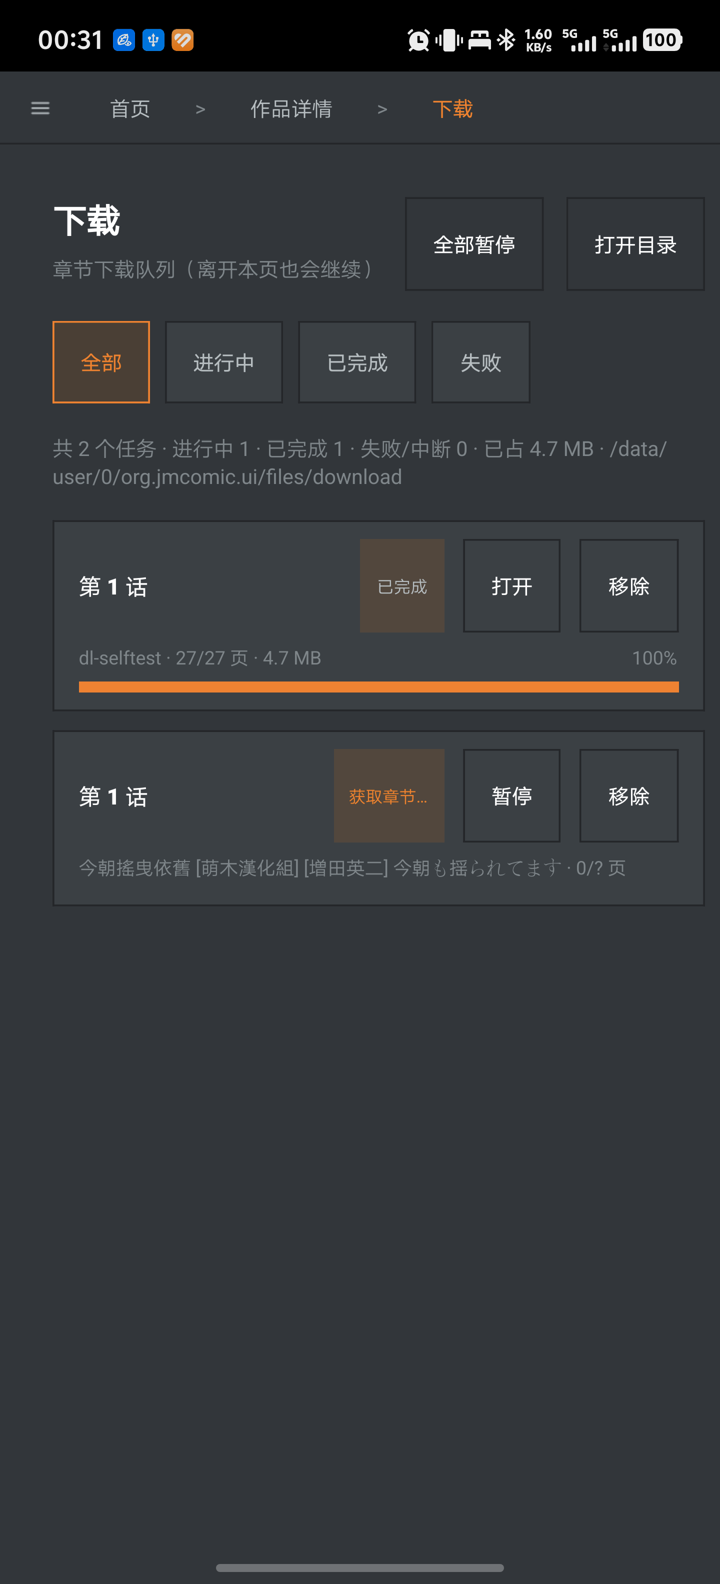 00:31
1.60 KB/s 5G 5G 100
首页 > 作品详情 > 下载
下载
章节下载队列（离开本页也会继续）
全部暂停 打开目录
全部 进行中 已完成 失败
共 2 个任务 · 进行中 1 · 已完成 1 · 失败/中断 0 · 已占 4.7 MB · /data/
user/0/org.jmcomic.ui/files/download
第 1 话 已完成 打开 移除
dl-selftest · 27/27 页 · 4.7 MB 100%
第 1 话 获取章节... 暂停 移除
今朝搖曳依舊 [萌木漢化組] [増田英二] 今朝も揺られてます · 0/? 页